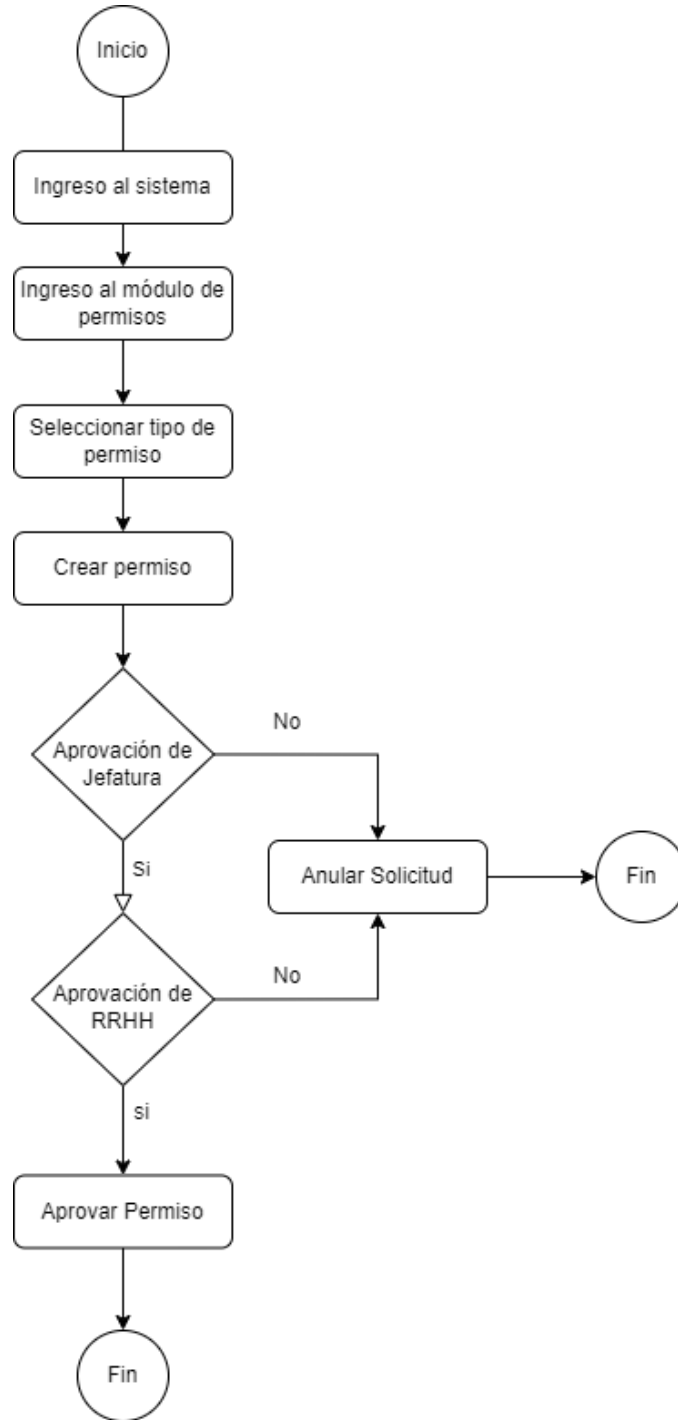 Inicio
Ingreso al sistema
Ingreso al módulo de
permisos
Seleccionar tipo de
permiso
Crear permiso
Aprovación de
Jefatura
No
Si
Anular Solicitud
Fin
Aprovación de
RRHH
No
si
Aprovar Permiso
Fin